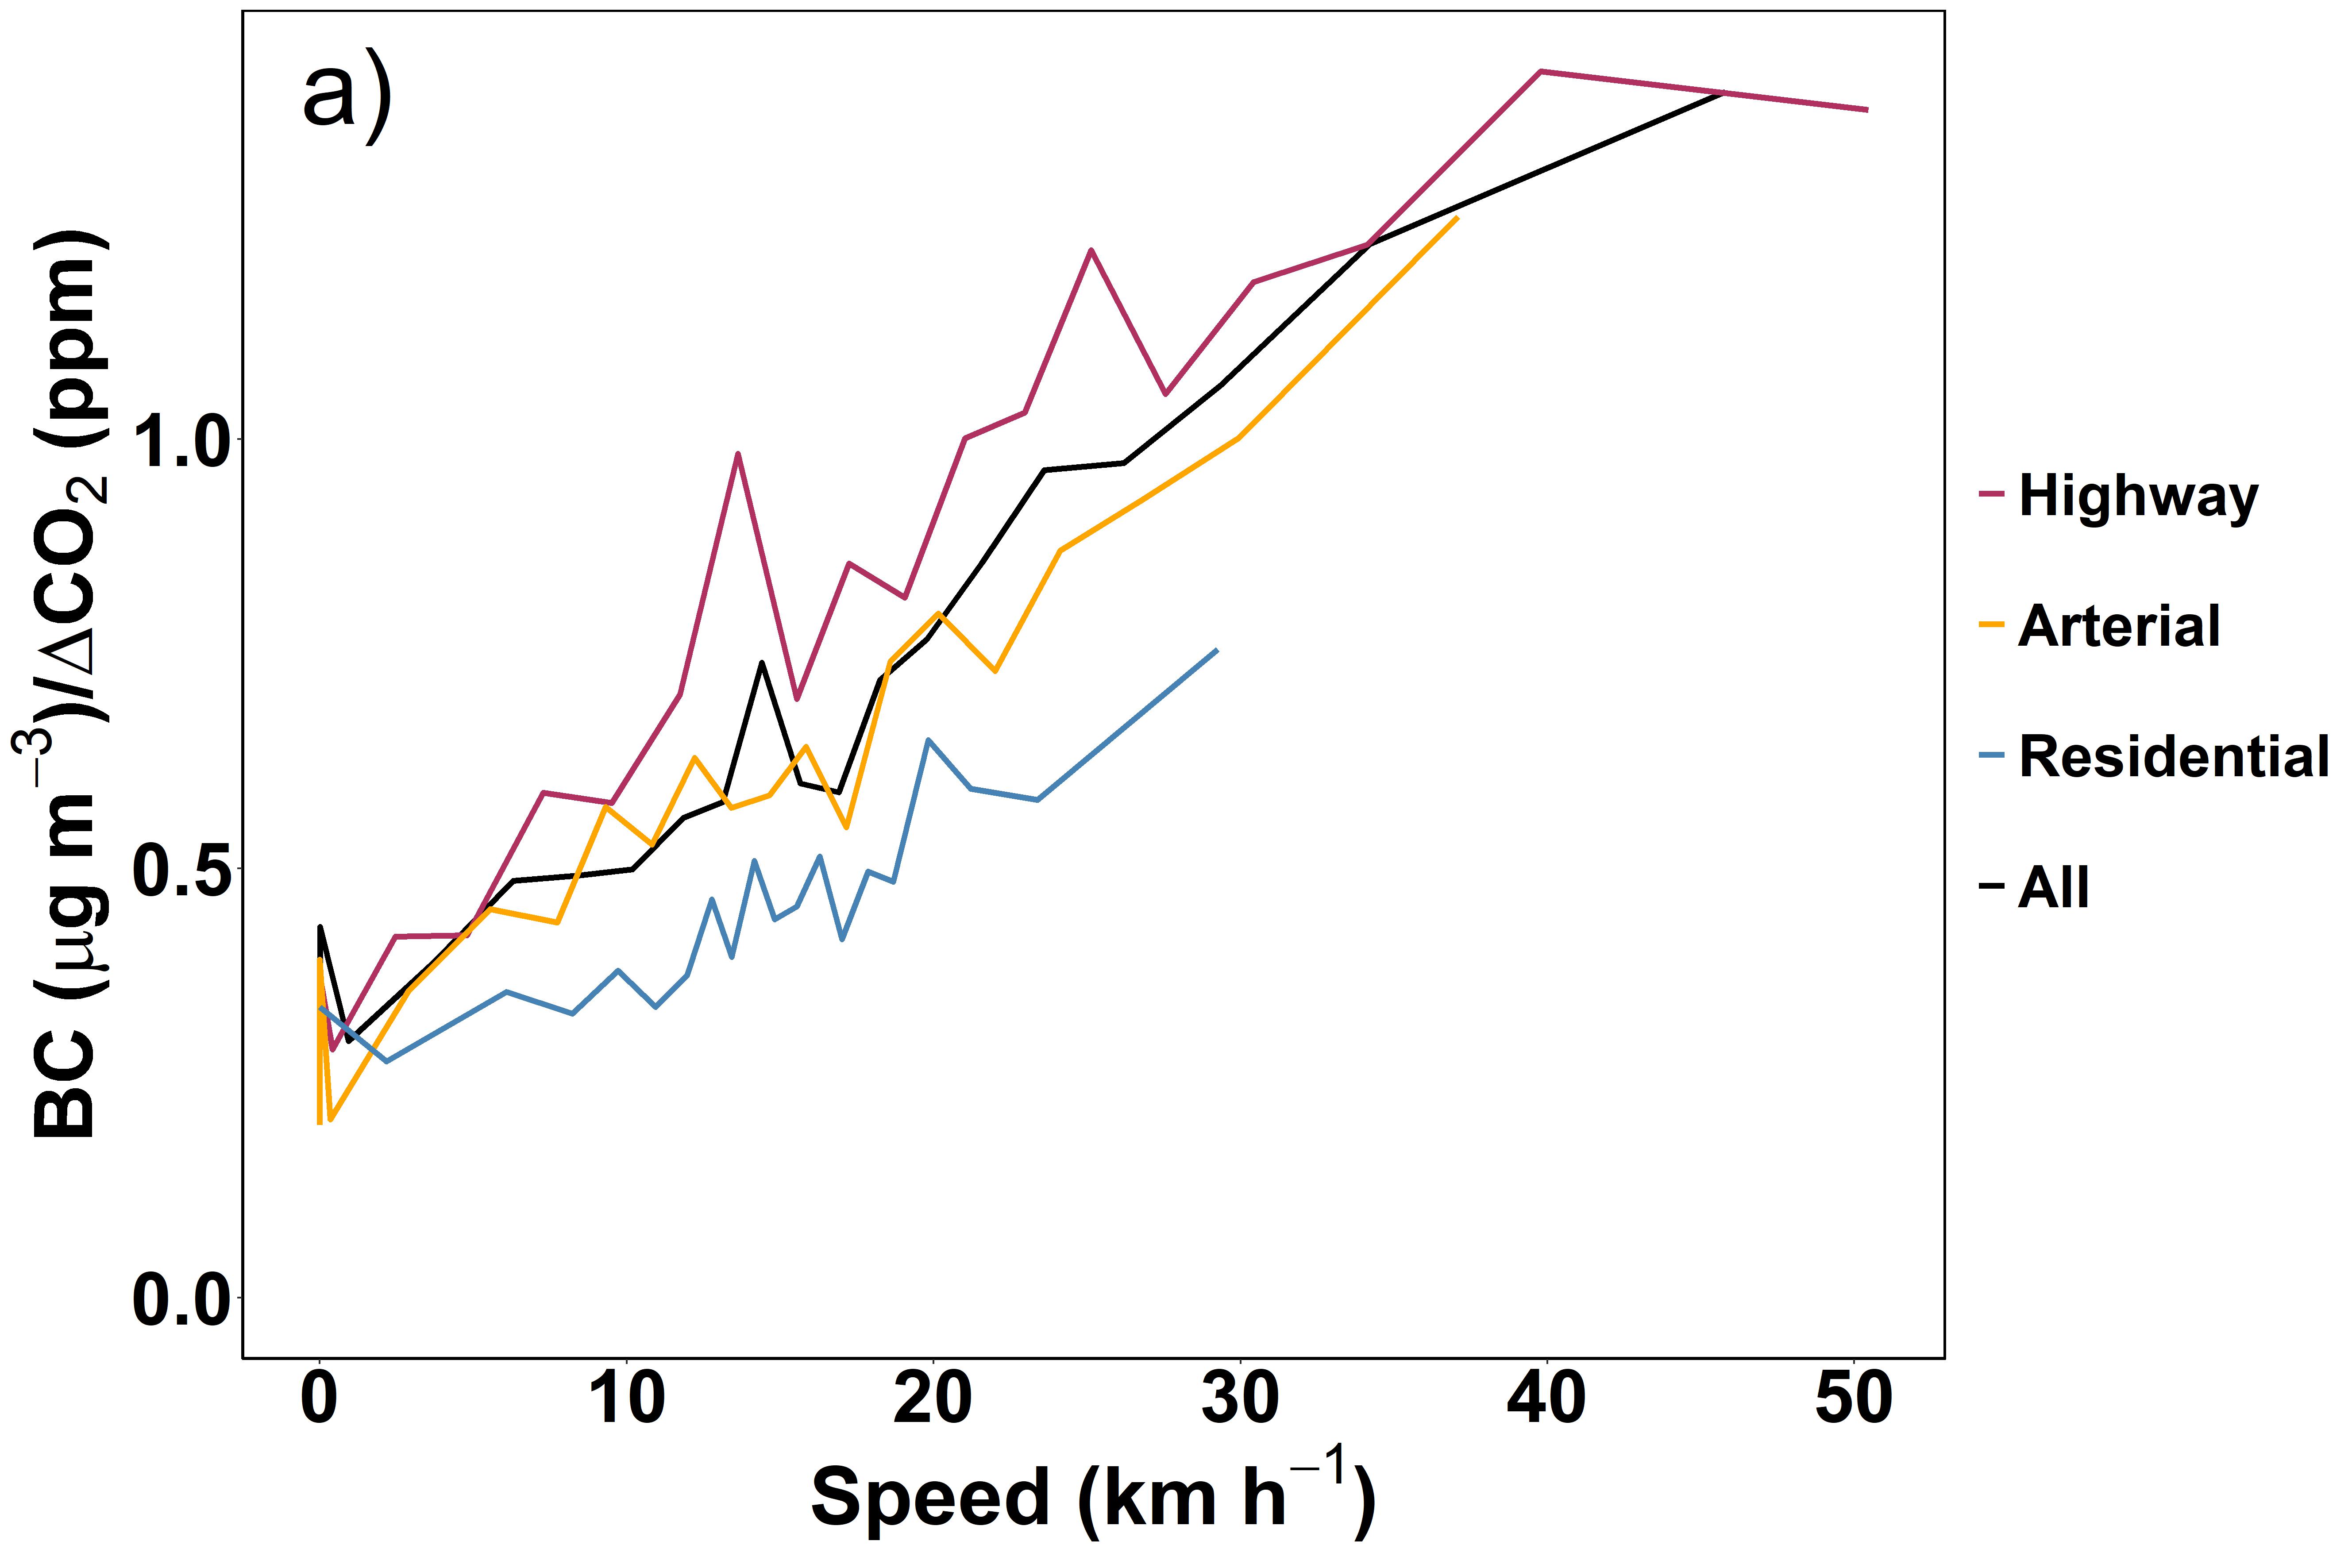 a)
BC (μg m⁻³)/△CO₂ (ppm)
1.0
0.5
0.0
0 10 20 30 40 50
Speed (km h⁻¹)
Highway
Arterial
Residential
All